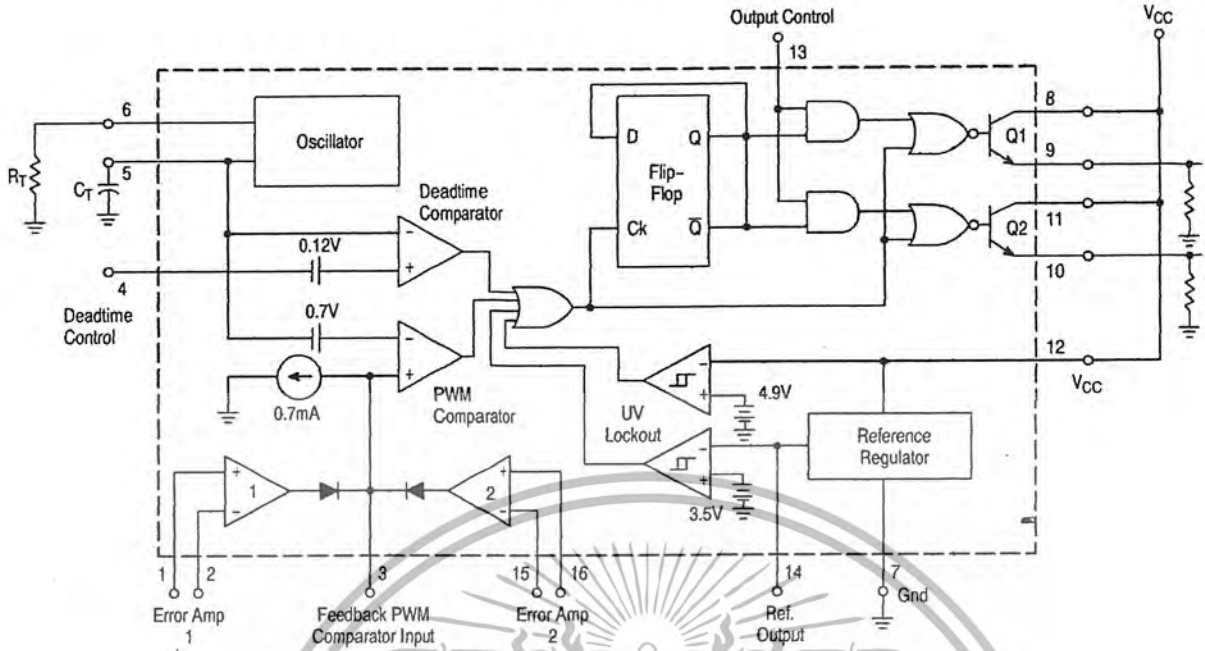 Output Control
13
VCC
6
Oscillator
RT
5
CT
D
Q
Flip-
Flop
Ck
Q̅
8
Q1
9
11
Q2
10
Deadtime
Comparator
0.12V
-
+
4
Deadtime
Control
0.7V
-
+
0.7mA
PWM
Comparator
UV
Lockout
-
+
4.9V
12
VCC
-
+
3.5V
Reference
Regulator
+
1
-
2
+
-
1
2
3
15
16
14
7
Gnd
Error Amp
1
Feedback PWM
Comparator Input
Error Amp
2
Ref.
Output